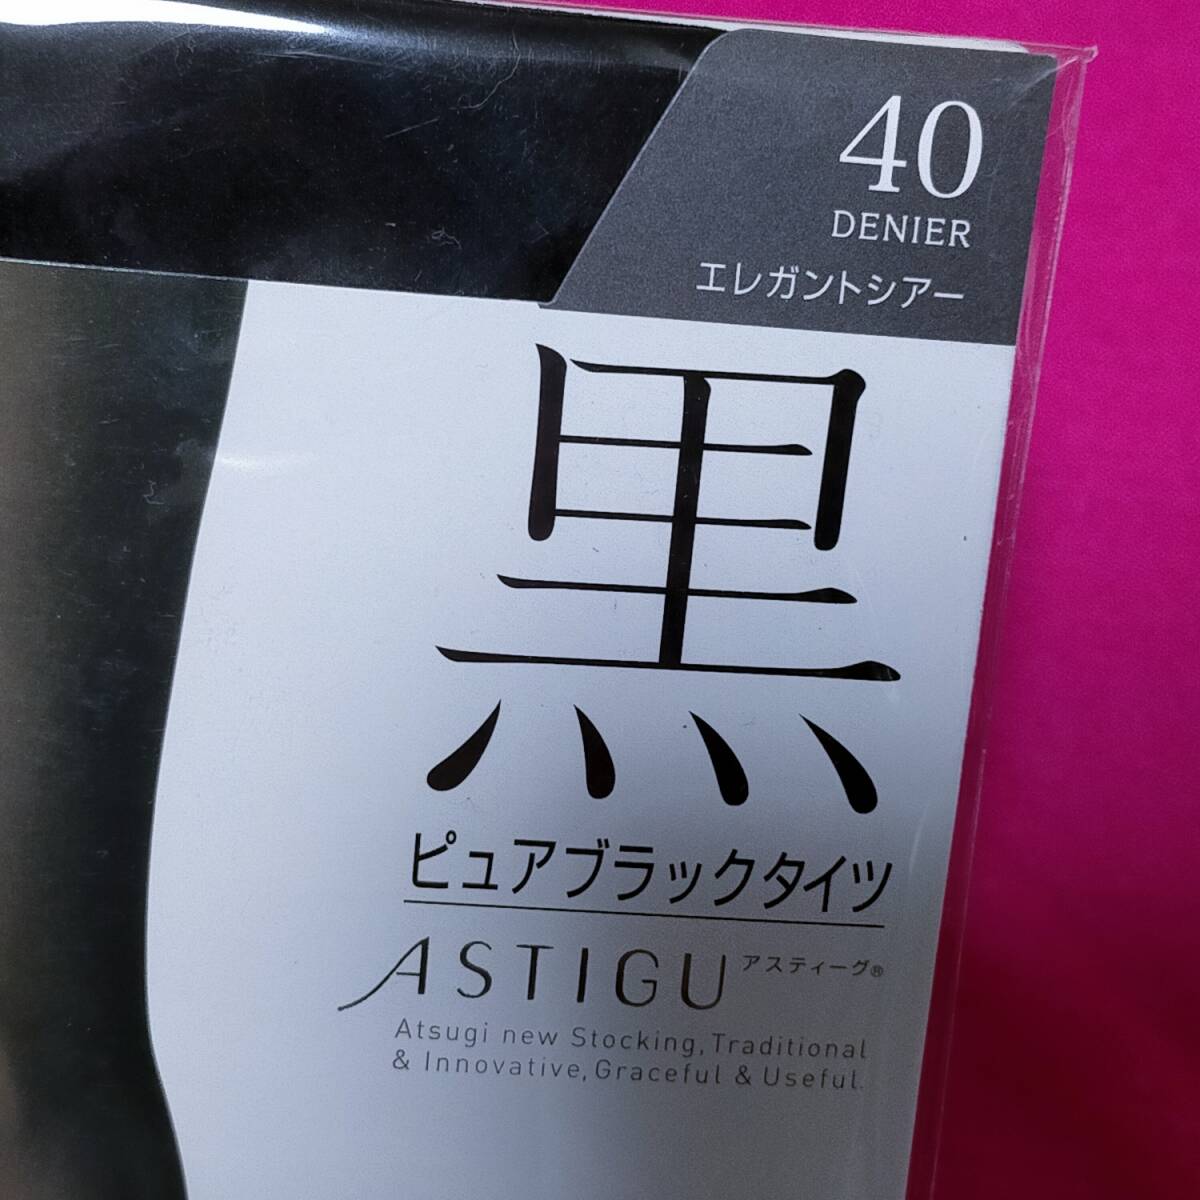 40
DENIER
エレガントシアー
黒
ピュアブラックタイツ
ASTIGU アスティーグ®
Atsugi new Stocking, Traditional
& Innovative, Graceful & Useful.